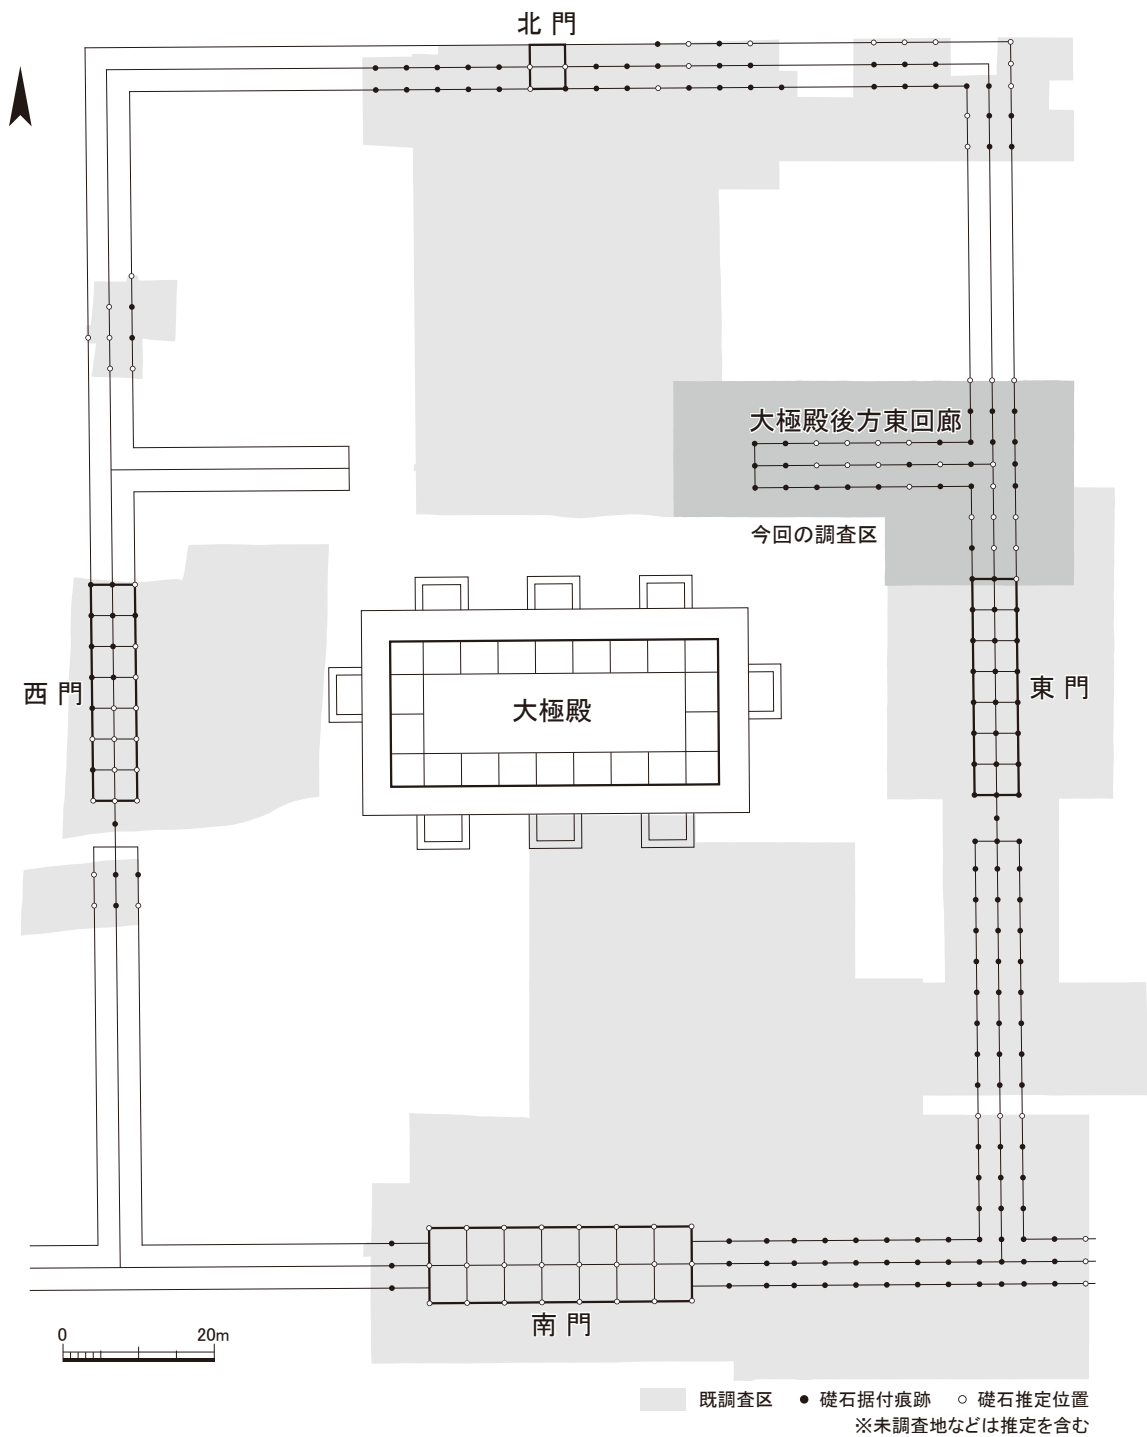 北門
大極殿後方東回廊
今回の調査区
西門
大極殿
東門
南門
0 20m
既調査区 ● 礎石据付痕跡 ○ 礎石推定位置
※未調査地などは推定を含む